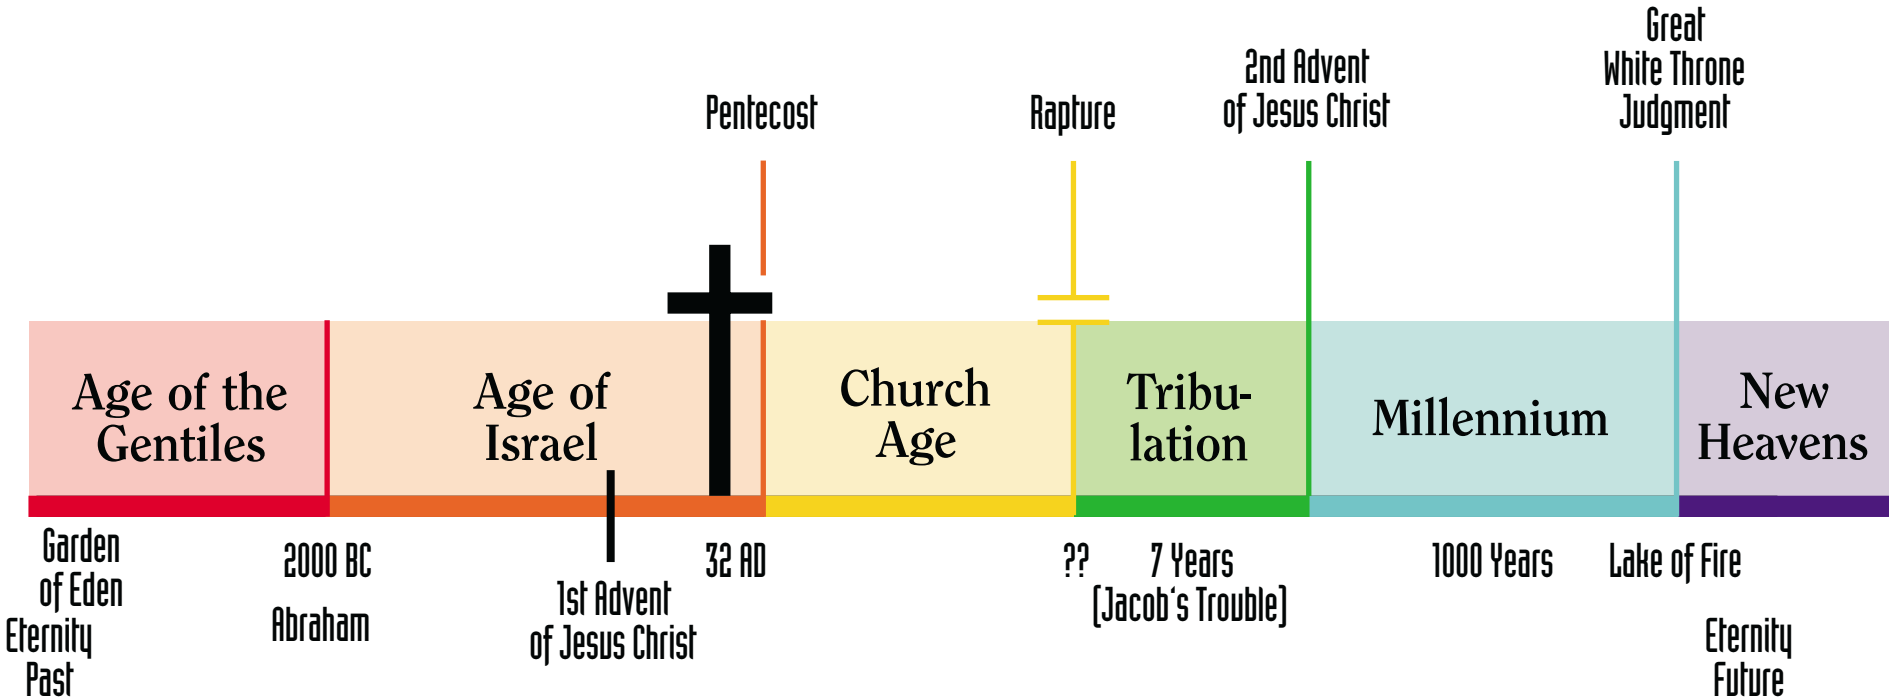 Great
White Throne
Judgment
2nd Advent
of Jesus Christ
Pentecost
Rapture
Age of the
Gentiles
Age of
Israel
Church
Age
Tribu-
lation
Millennium
New
Heavens
Garden
of Eden
Eternity
Past
2000 BC
Abraham
1st Advent
of Jesus Christ
32 AD
??
7 Years
(Jacob's Trouble)
1000 Years
Lake of Fire
Eternity
Future